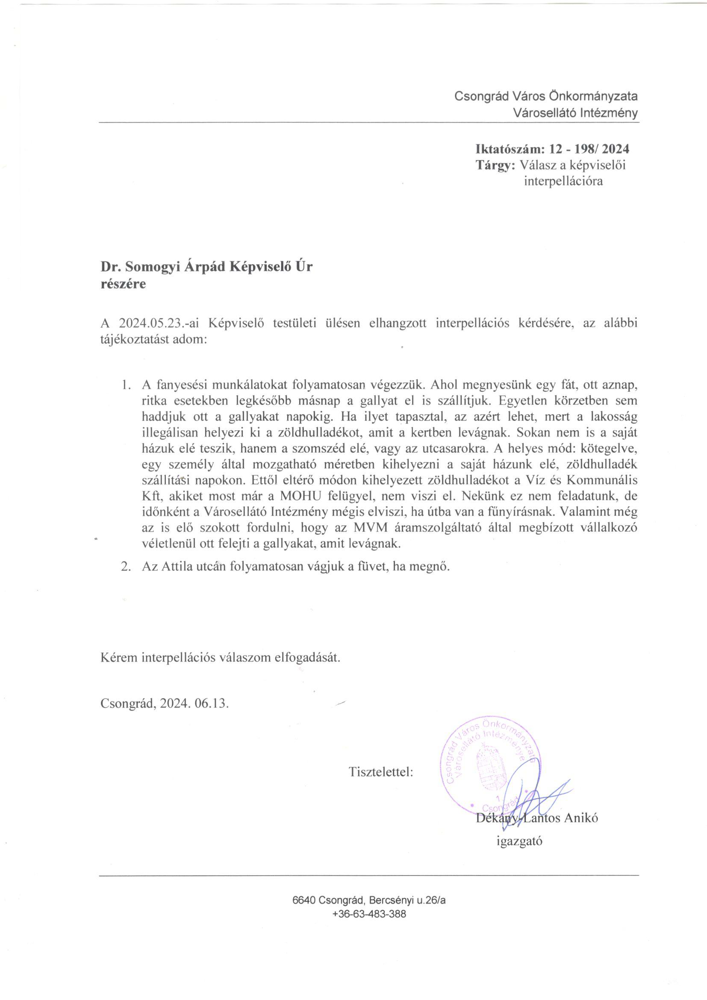 Csongrád Város Önkormányzata
Városellátó Intézmény
Iktatószám: 12 - 198/ 2024
Tárgy: Válasz a képviselői
interpellációra
Dr. Somogyi Árpád Képviselő Úr
részére
A 2024.05.23.-ai Képviselő testületi ülésen elhangzott interpellációs kérdésére, az alábbi
tájékoztatást adom:
1. A fanyesési munkálatokat folyamatosan végezzük. Ahol megnyesünk egy fát, ott aznap,
ritka esetekben legkésőbb másnap a gallyat el is szállítjuk. Egyetlen körzetben sem
haddjuk ott a gallyakat napokig. Ha ilyet tapasztal, az azért lehet, mert a lakosság
illegálisan helyezi ki a zöldhulladékot, amit a kertben levágnak. Sokan nem is a saját
házuk elé teszik, hanem a szomszéd elé, vagy az utcasarokra. A helyes mód: kötegelve,
egy személy által mozgatható méretben kihelyezni a saját házunk elé, zöldhulladék
szállítási napokon. Ettől eltérő módon kihelyezett zöldhulladékot a Víz és Kommunális
Kft, akiket most már a MOHU felügyel, nem viszi el. Nekünk ez nem feladatunk, de
időnként a Városellátó Intézmény mégis elviszi, ha útba van a fűnyírásnak. Valamint még
az is elő szokott fordulni, hogy az MVM áramszolgáltató által megbízott vállalkozó
véletlenül ott felejti a gallyakat, amit levágnak.
2. Az Attila utcán folyamatosan vágjuk a füvet, ha megnő.
Kérem interpellációs válaszom elfogadását.
Csongrád, 2024. 06.13.
Csongrád Város Önkormányzata
Városellátó Intézménye
1
Csongrád
Tisztelettel:
Dékány-Lantos Anikó
igazgató
6640 Csongrád, Bercsényi u.26/a
+36-63-483-388